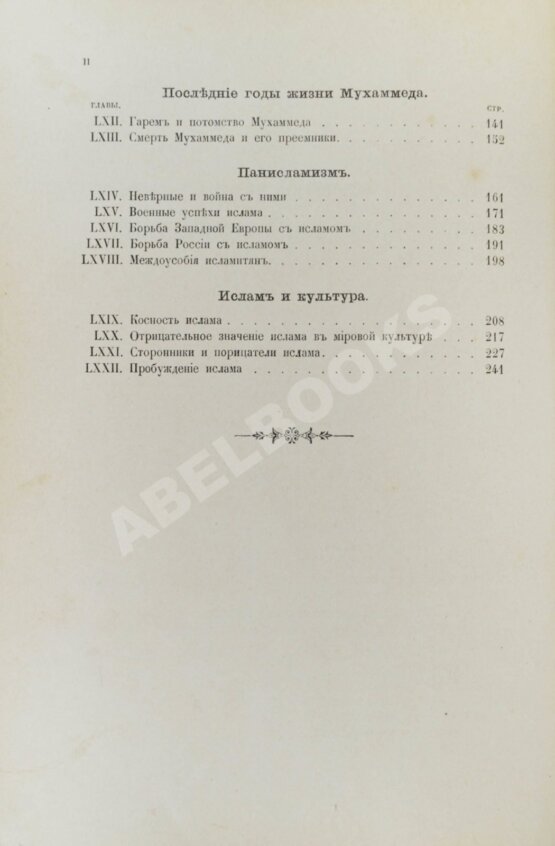 II
Послѣднія годы жизни Мухаммеда.
ГЛАВЫ. СТР.
LXII. Гаремъ и потомство Мухаммеда . . . . . . . . . . . 141
LXIII. Смерть Мухаммеда и его преемники. . . . . . . . . . 152
Панисламизмъ.
LXIV. Невѣрные и война съ ними . . . . . . . . . . . . 161
LXV. Военные успѣхи ислама . . . . . . . . . . . . . . 171
LXVI. Борьба Западной Европы съ исламомъ . . . . . . . . 183
LXVII. Борьба Россіи съ исламомъ . . . . . . . . . . . . 191
LXVIII. Междоусобія исламитянъ. . . . . . . . . . . . . . 198
Исламъ и культура.
LXIX. Косность ислама . . . . . . . . . . . . . . . . 208
LXX. Отрицательное значеніе ислама въ міровой культурѣ . . . 217
LXXI. Сторонники и порицатели ислама. . . . . . . . . . . 227
LXXII. Пробужденіе ислама . . . . . . . . . . . . . . . 241
ABELBOOKS